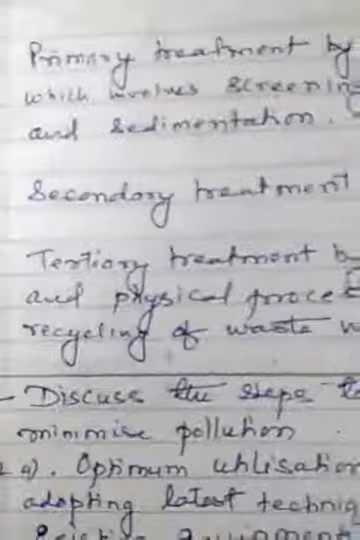 Primary treatment by
which involves screening
and sedimentation.
Secondary treatment
Tertiary treatment b
and physical proce
recycling of waste w
- Discuss the steps to
minimise pollution.
a). Optimum utilisation
adopting latest techniq